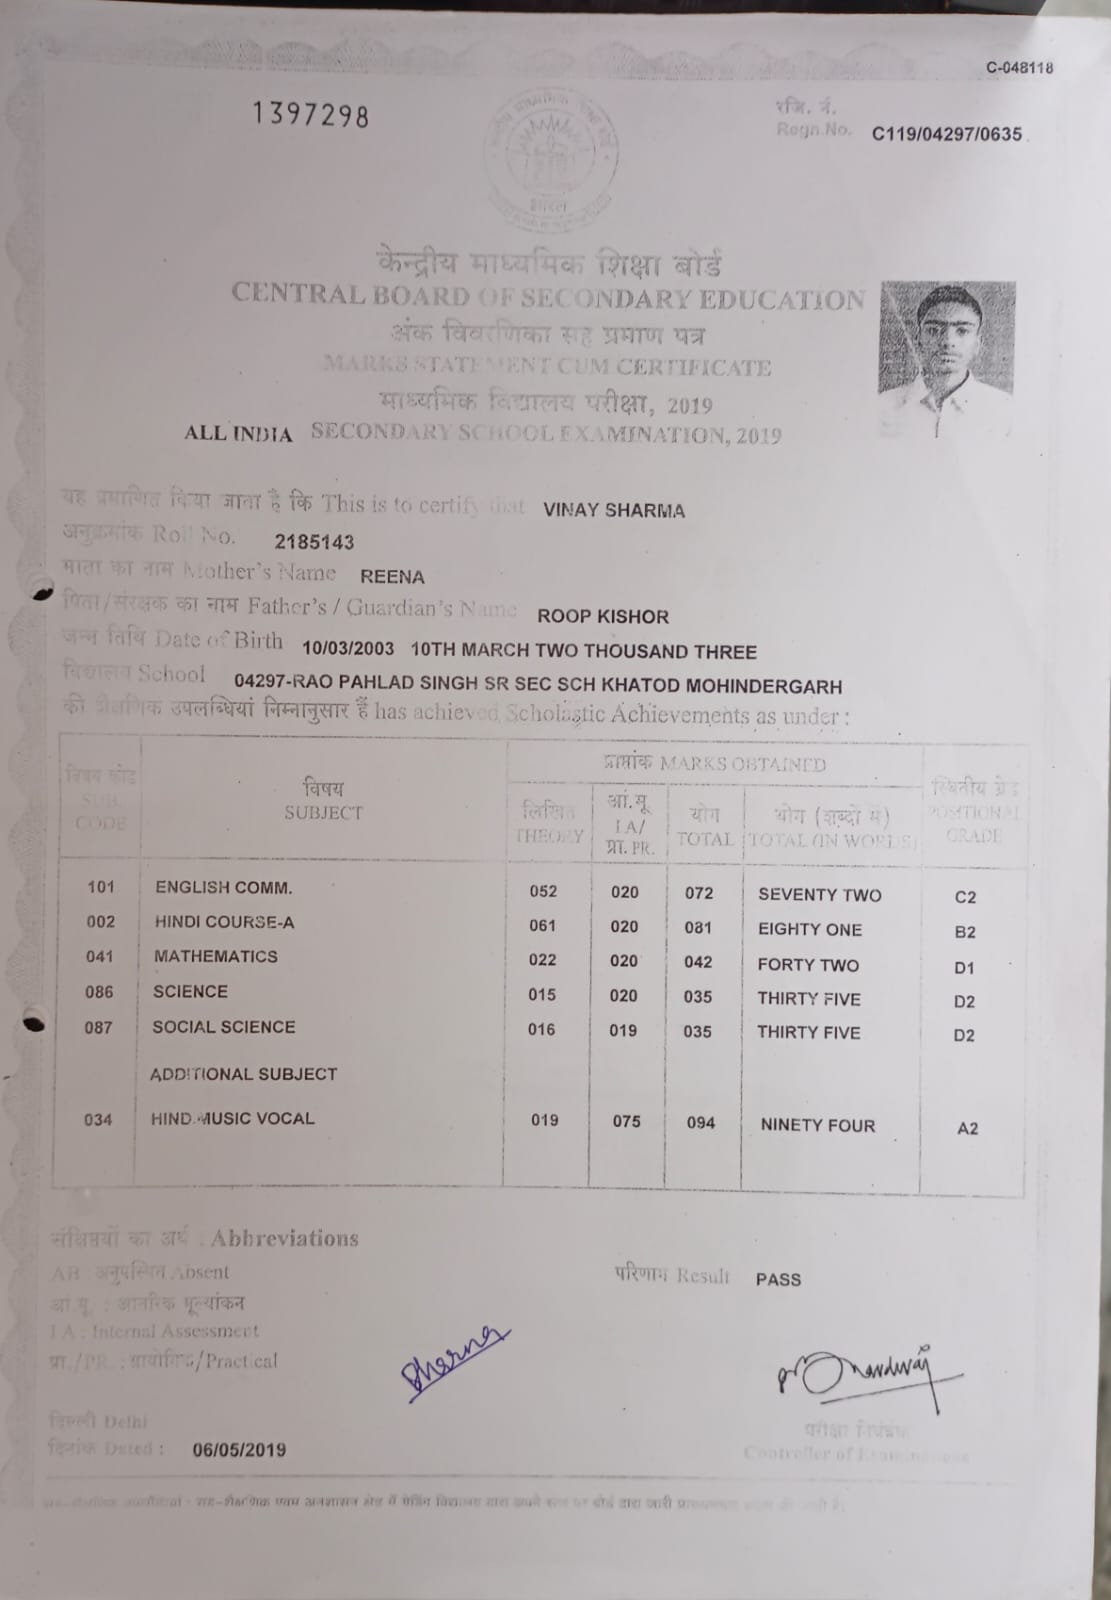 C-048118
1397298
रजि. नं.
Regn.No. C119/04297/0635
भारत
केन्द्रीय माध्यमिक शिक्षा बोर्ड
CENTRAL BOARD OF SECONDARY EDUCATION
अंक विवरणिका सह प्रमाण पत्र
MARKS STATEMENT CUM CERTIFICATE
माध्यमिक विद्यालय परीक्षा, 2019
ALL INDIA SECONDARY SCHOOL EXAMINATION, 2019
यह प्रमाणित किया जाता है कि This is to certify that VINAY SHARMA
अनुक्रमांक Roll No. 2185143
माता का नाम Mother's Name REENA
पिता/संरक्षक का नाम Father's / Guardian's Name ROOP KISHOR
जन्म तिथि Date of Birth 10/03/2003 10TH MARCH TWO THOUSAND THREE
विद्यालय School 04297-RAO PAHLAD SINGH SR SEC SCH KHATOD MOHINDERGARH
की शैक्षणिक उपलब्धियां निम्नानुसार हैं has achieved Scholastic Achievements as under :
विषय कोड SUB. CODE
विषय SUBJECT
प्राप्तांक MARKS OBTAINED
लिखित THEORY
आं.मू. I.A/ प्रा. PR.
योग TOTAL
योग (शब्दों में) TOTAL (IN WORDS)
स्थितीय ग्रेड POSITIONAL GRADE
101 ENGLISH COMM. 052 020 072 SEVENTY TWO C2
002 HINDI COURSE-A 061 020 081 EIGHTY ONE B2
041 MATHEMATICS 022 020 042 FORTY TWO D1
086 SCIENCE 015 020 035 THIRTY FIVE D2
087 SOCIAL SCIENCE 016 019 035 THIRTY FIVE D2
ADDITIONAL SUBJECT
034 HIND.MUSIC VOCAL 019 075 094 NINETY FOUR A2
संक्षिप्तियों का अर्थ : Abbreviations
AB : अनुपस्थित Absent
परिणाम Result PASS
आं.मू. : आंतरिक मूल्यांकन
I.A : Internal Assessment
प्रा./PR. : प्रायोगिक/Practical
Sharma
दिल्ली Delhi
दिनांक Dated : 06/05/2019
परीक्षा नियंत्रक
Controller of Examinations